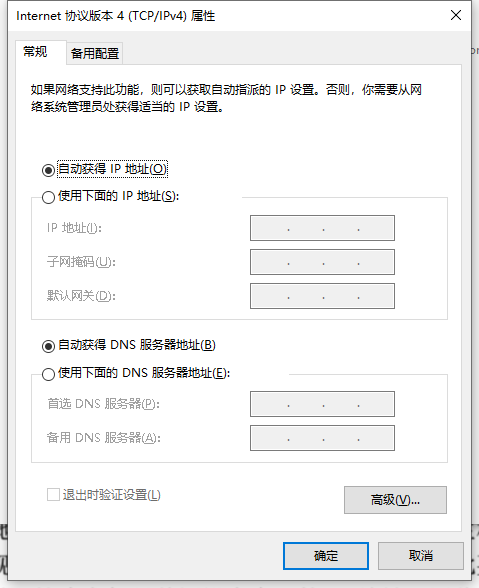 Internet 协议版本 4 (TCP/IPv4) 属性
常规
备用配置
如果网络支持此功能，则可以获取自动指派的 IP 设置。否则，你需要从网
络系统管理员处获得适当的 IP 设置。
自动获得 IP 地址(O)
使用下面的 IP 地址(S):
IP 地址(I):
子网掩码(U):
默认网关(D):
自动获得 DNS 服务器地址(B)
使用下面的 DNS 服务器地址(E):
首选 DNS 服务器(P):
备用 DNS 服务器(A):
退出时验证设置(L)
高级(V)...
确定
取消